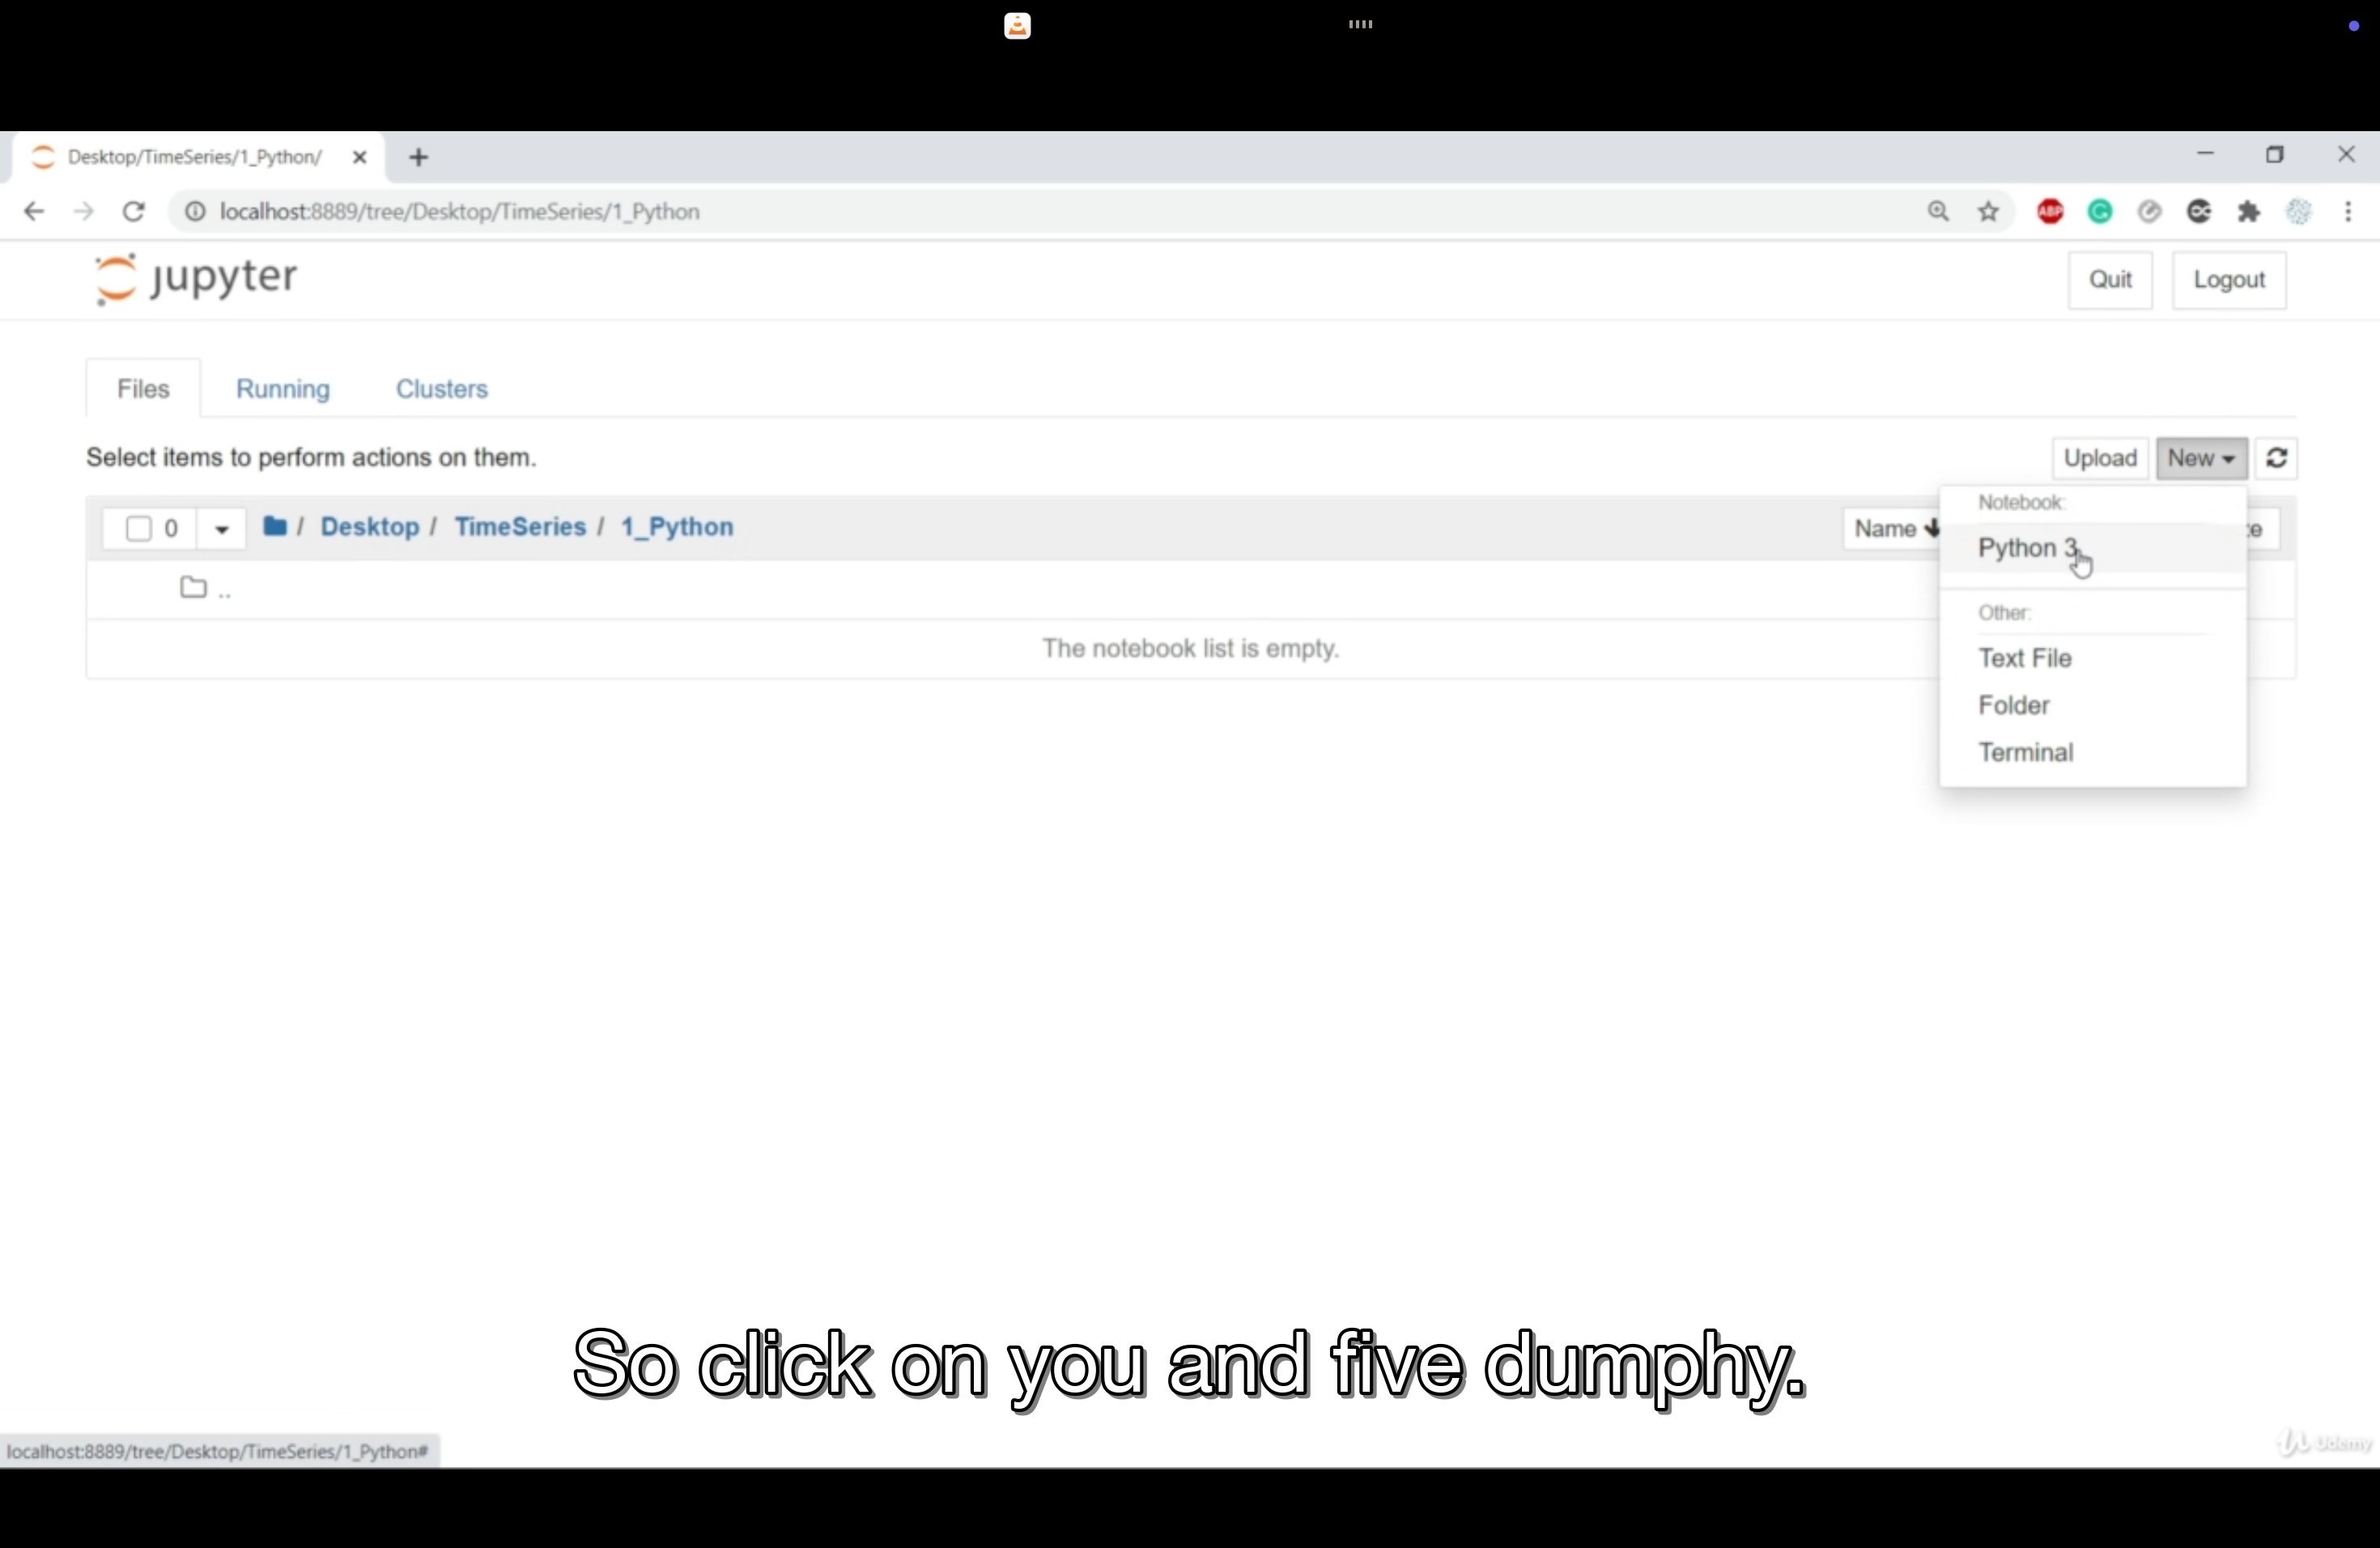 Desktop/TimeSeries/1_Python/
localhost:8889/tree/Desktop/TimeSeries/1_Python
ABP
jupyter
Quit Logout
Files Running Clusters
Select items to perform actions on them.
Upload New
0 / Desktop / TimeSeries / 1_Python
Name
Notebook:
Python 3
..
Other:
The notebook list is empty.
Text File
Folder
Terminal
So click on you and five dumphy.
localhost:8889/tree/Desktop/TimeSeries/1_Python#
Udemy